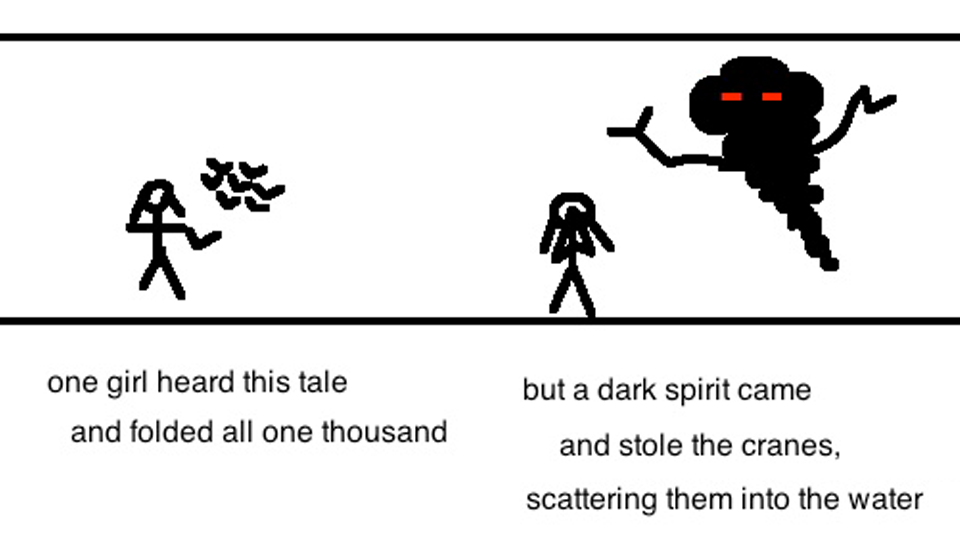 one girl heard this tale
and folded all one thousand
but a dark spirit came
and stole the cranes,
scattering them into the water